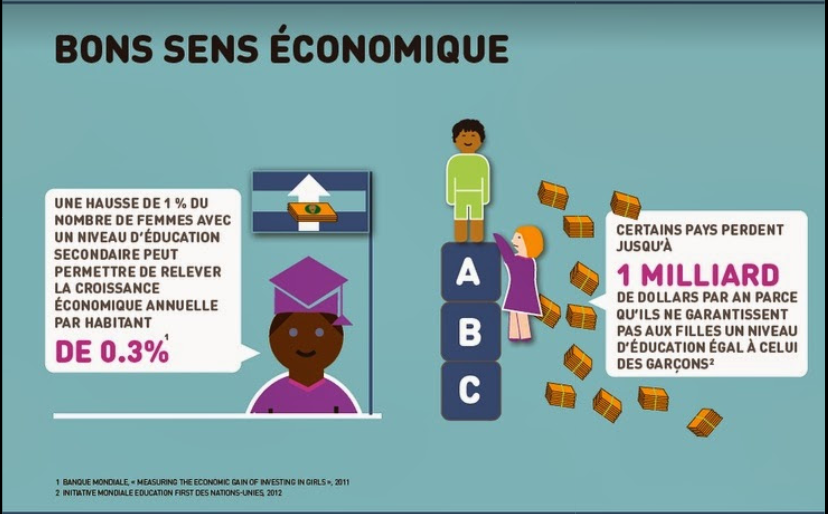 BONS SENS ÉCONOMIQUE
UNE HAUSSE DE 1 % DU
NOMBRE DE FEMMES AVEC
UN NIVEAU D'ÉDUCATION
SECONDAIRE PEUT
PERMETTRE DE RELEVER
LA CROISSANCE
ÉCONOMIQUE ANNUELLE
PAR HABITANT
DE 0.3%¹
A
B
C
CERTAINS PAYS PERDENT
JUSQU'À
1 MILLIARD
DE DOLLARS PAR AN PARCE
QU'ILS NE GARANTISSENT
PAS AUX FILLES UN NIVEAU
D'ÉDUCATION ÉGAL À CELUI
DES GARÇONS²
1 BANQUE MONDIALE, « MEASURING THE ECONOMIC GAIN OF INVESTING IN GIRLS », 2011
2 INITIATIVE MONDIALE EDUCATION FIRST DES NATIONS-UNIES, 2012